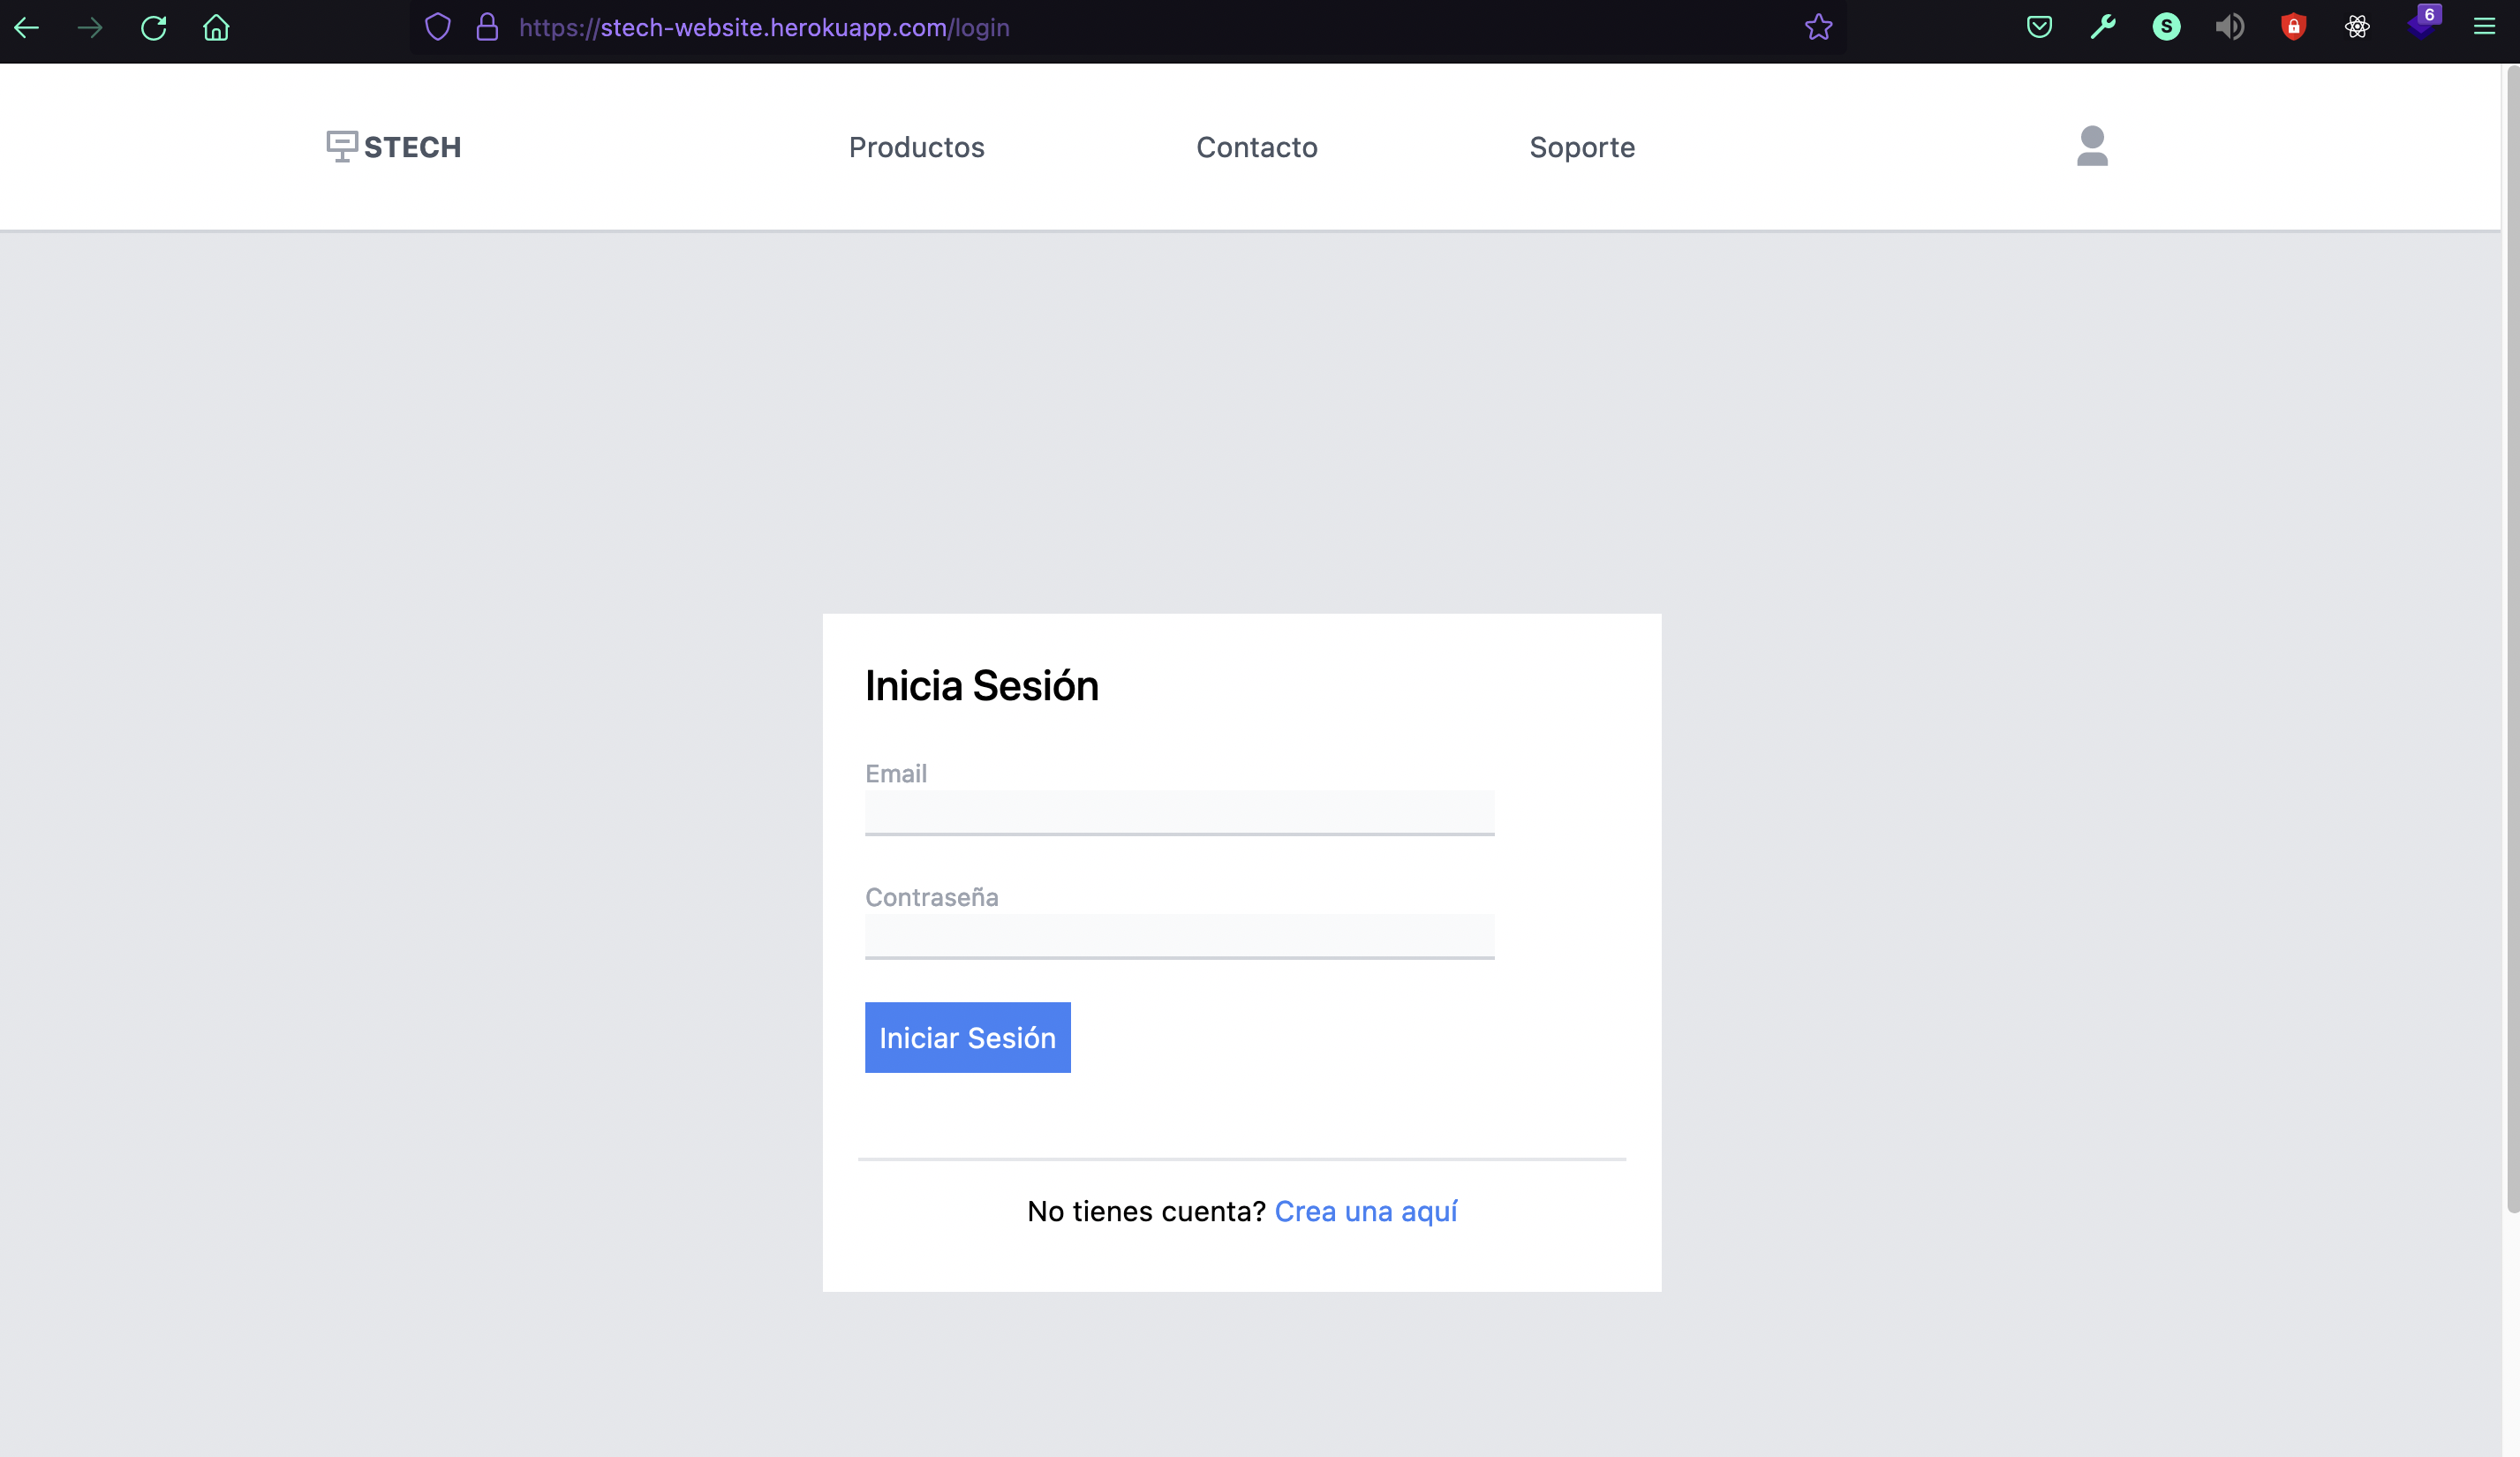 https://stech-website.herokuapp.com/login
S
6
STECH
Productos
Contacto
Soporte
Inicia Sesión
Email
Contraseña
Iniciar Sesión
No tienes cuenta? Crea una aquí